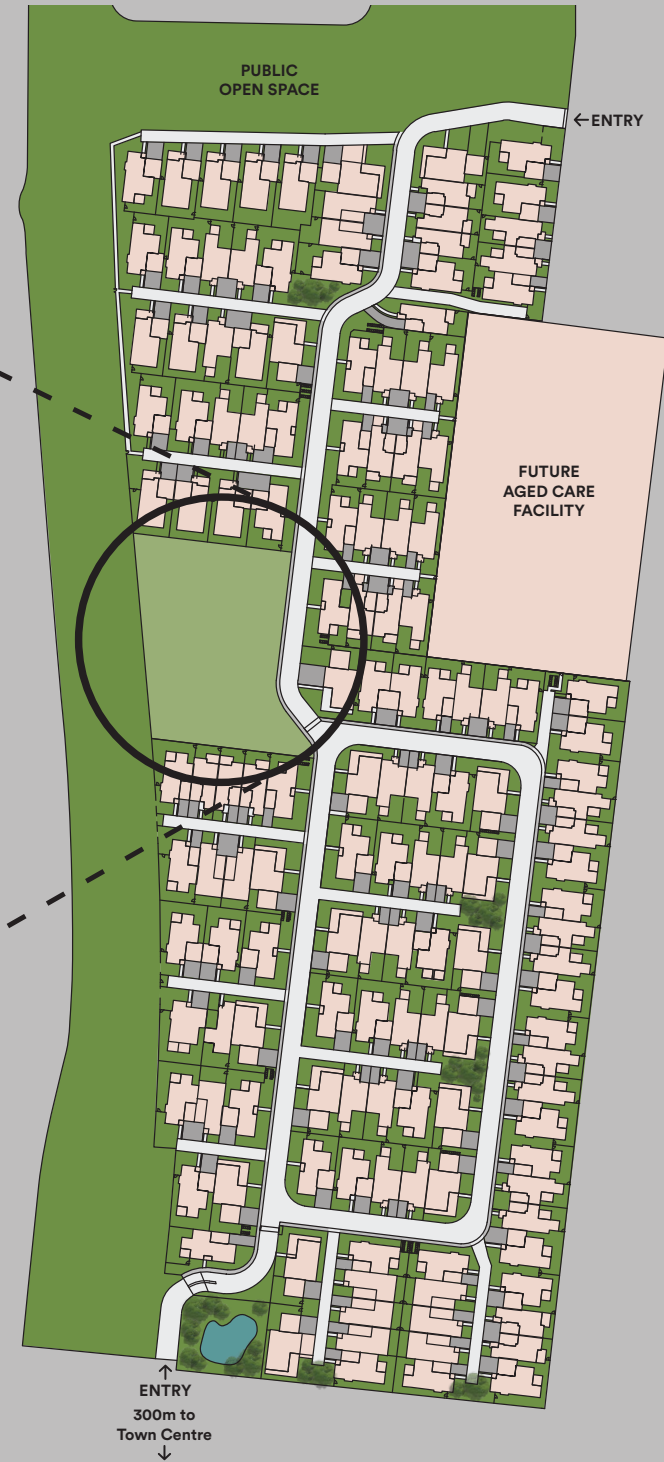 PUBLIC
OPEN SPACE
←ENTRY
FUTURE
AGED CARE
FACILITY
↑
ENTRY
300m to
Town Centre
↓